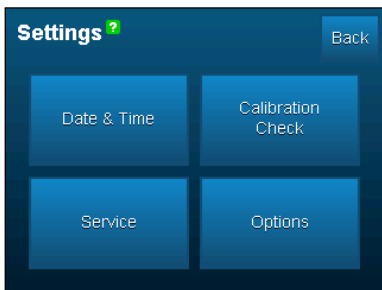 Settings ?
Back
Date & Time
Calibration
Check
Service
Options